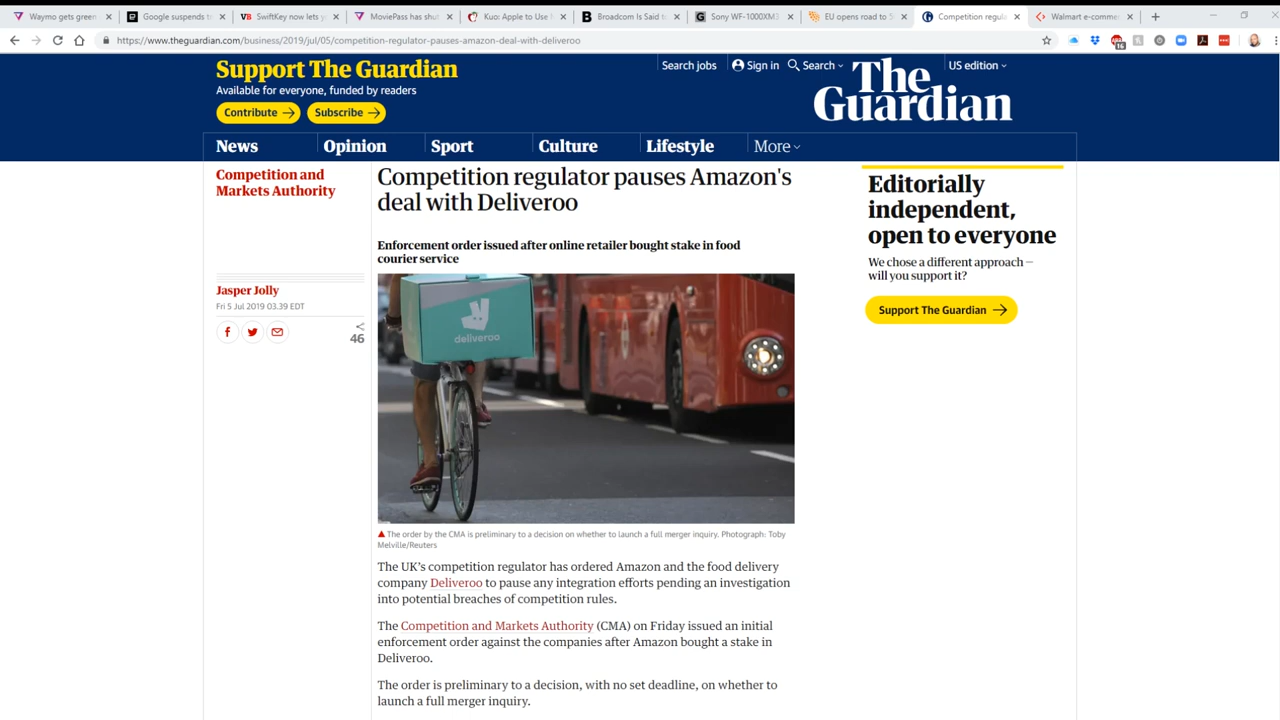 Waymo gets green
Google suspends t
SwiftKey now lets y
MoviePass has shut
Kuo: Apple to Use
Broadcom Is Said t
Sony WF-1000XM3
EU opens road to 5
Competition regula
Walmart e-comme
https://www.theguardian.com/business/2019/jul/05/competition-regulator-pauses-amazon-deal-with-deliveroo
16
Support The Guardian
Available for everyone, funded by readers
Contribute
Subscribe
Search jobs
Sign in
Search
US edition
The
Guardian
News
Opinion
Sport
Culture
Lifestyle
More
Competition and
Markets Authority
Competition regulator pauses Amazon's
deal with Deliveroo
Enforcement order issued after online retailer bought stake in food
courier service
Jasper Jolly
Fri 5 Jul 2019 03.39 EDT
46
deliveroo
The order by the CMA is preliminary to a decision on whether to launch a full merger inquiry. Photograph: Toby
Melville/Reuters
The UK's competition regulator has ordered Amazon and the food delivery
company Deliveroo to pause any integration efforts pending an investigation
into potential breaches of competition rules.
The Competition and Markets Authority (CMA) on Friday issued an initial
enforcement order against the companies after Amazon bought a stake in
Deliveroo.
The order is preliminary to a decision, with no set deadline, on whether to
launch a full merger inquiry.
Editorially
independent,
open to everyone
We chose a different approach —
will you support it?
Support The Guardian